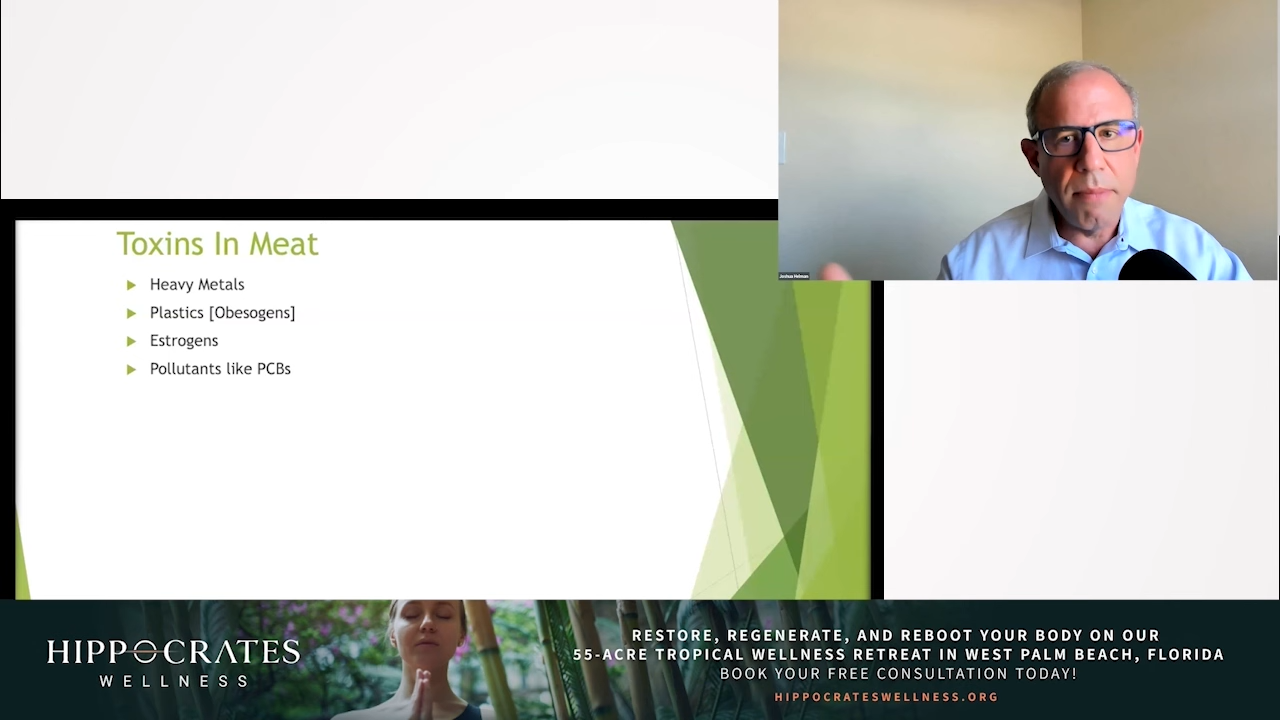 Joshua Helman
Toxins In Meat
Heavy Metals
Plastics [Obesogens]
Estrogens
Pollutants like PCBs
HIPPOCRATES
WELLNESS
RESTORE, REGENERATE, AND REBOOT YOUR BODY ON OUR
55-ACRE TROPICAL WELLNESS RETREAT IN WEST PALM BEACH, FLORIDA
BOOK YOUR FREE CONSULTATION TODAY!
HIPPOCRATESWELLNESS.ORG